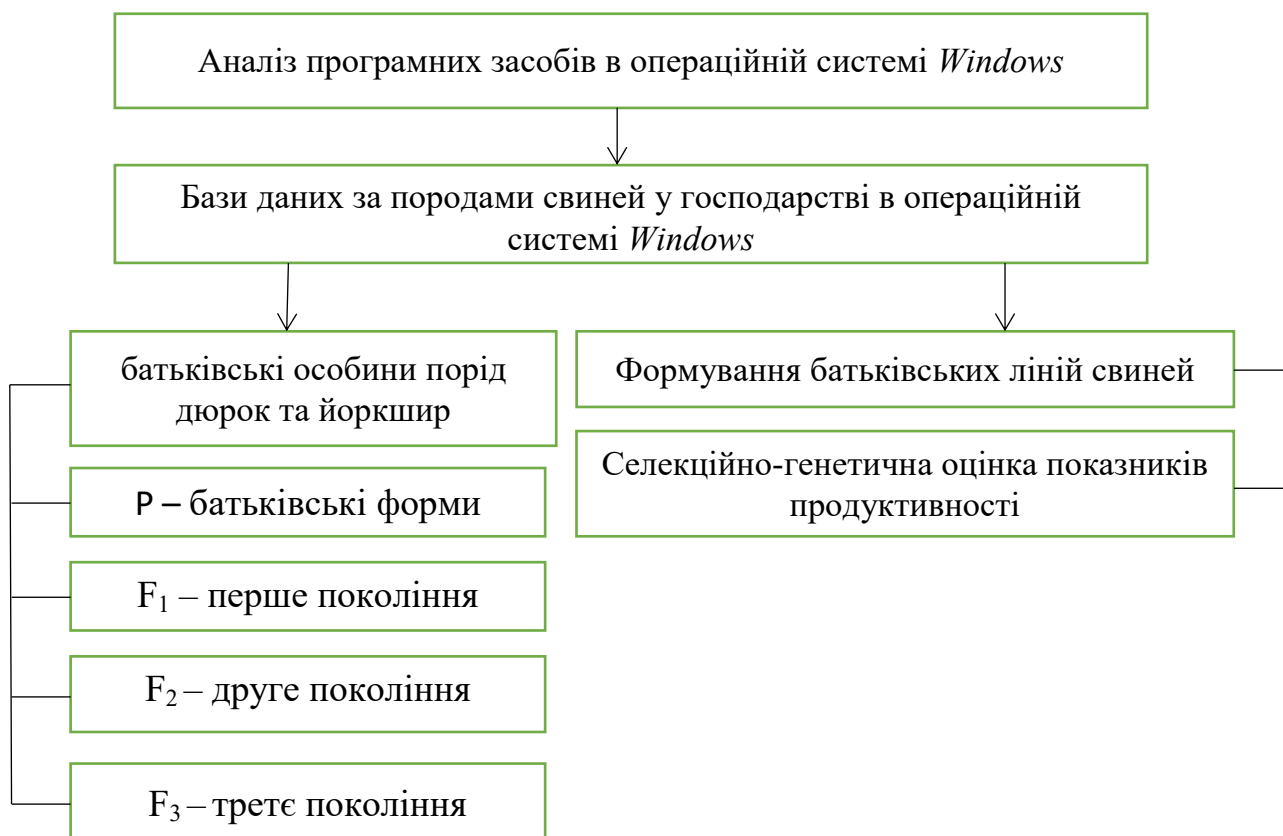 Аналіз програмних засобів в операційній системі Windows
Бази даних за породами свиней у господарстві в операційній
системі Windows
батьківські особини порід
дюрок та йоркшир
Р – батьківські форми
F₁ – перше покоління
F₂ – друге покоління
F₃ – третє покоління
Формування батьківських ліній свиней
Селекційно-генетична оцінка показників
продуктивності